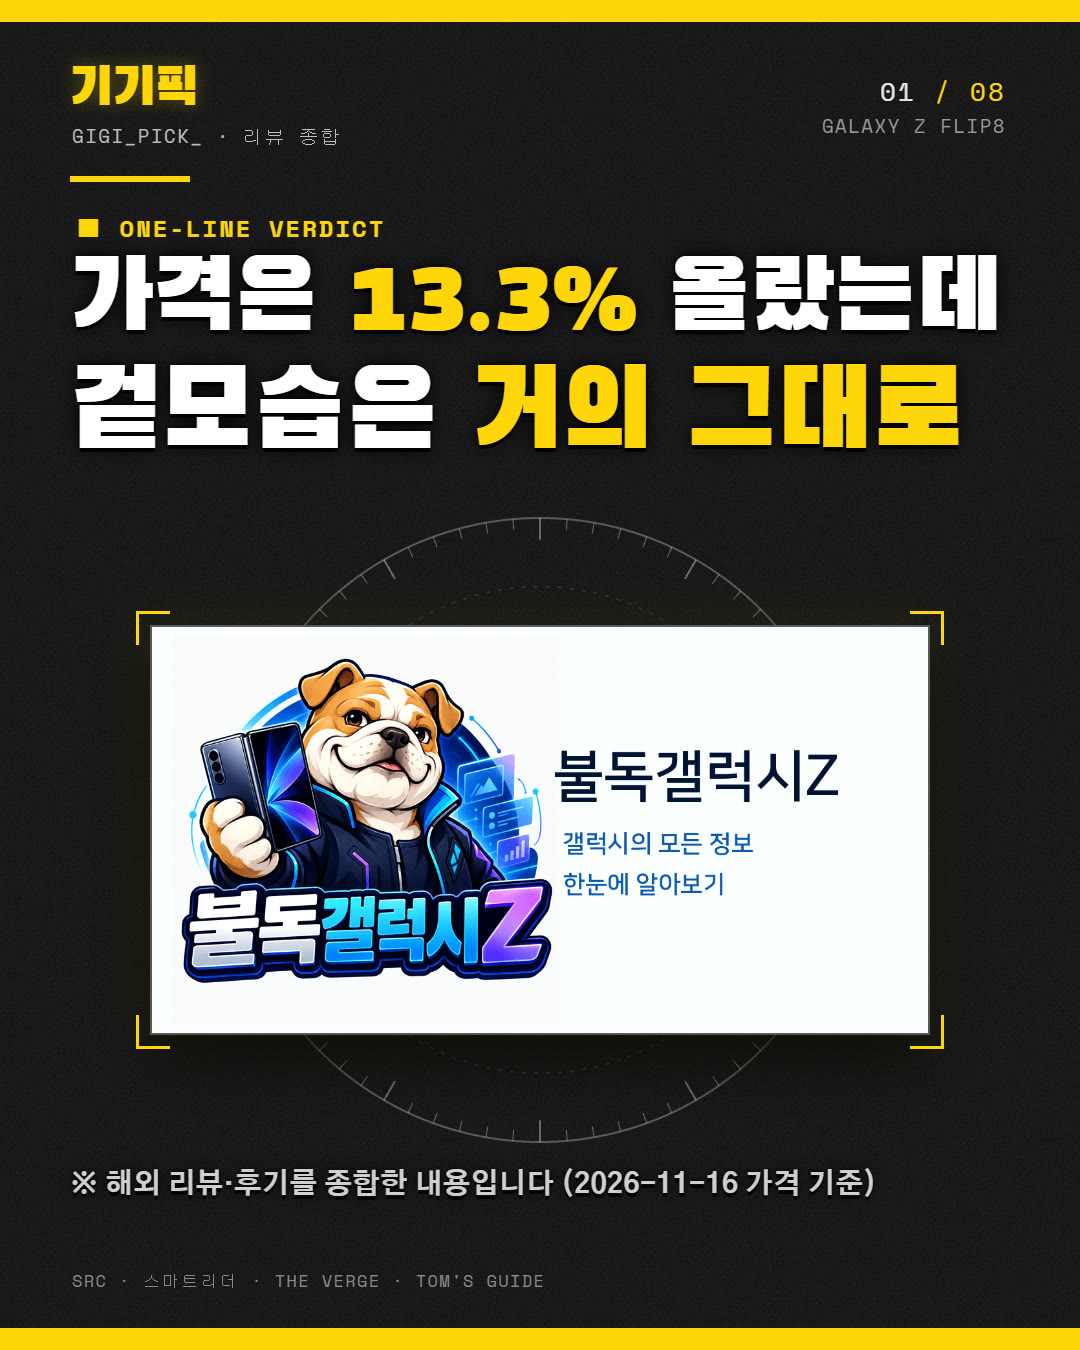 기기픽
GIGI_PICK_ · 리뷰 종합
01 / 08
GALAXY Z FLIP8
■ ONE-LINE VERDICT
가격은 13.3% 올랐는데
겉모습은 거의 그대로
불독갤럭시Z
불독갤럭시Z
갤럭시의 모든 정보
한눈에 알아보기
※ 해외 리뷰·후기를 종합한 내용입니다 (2026-11-16 가격 기준)
SRC · 스마트리더 · THE VERGE · TOM'S GUIDE